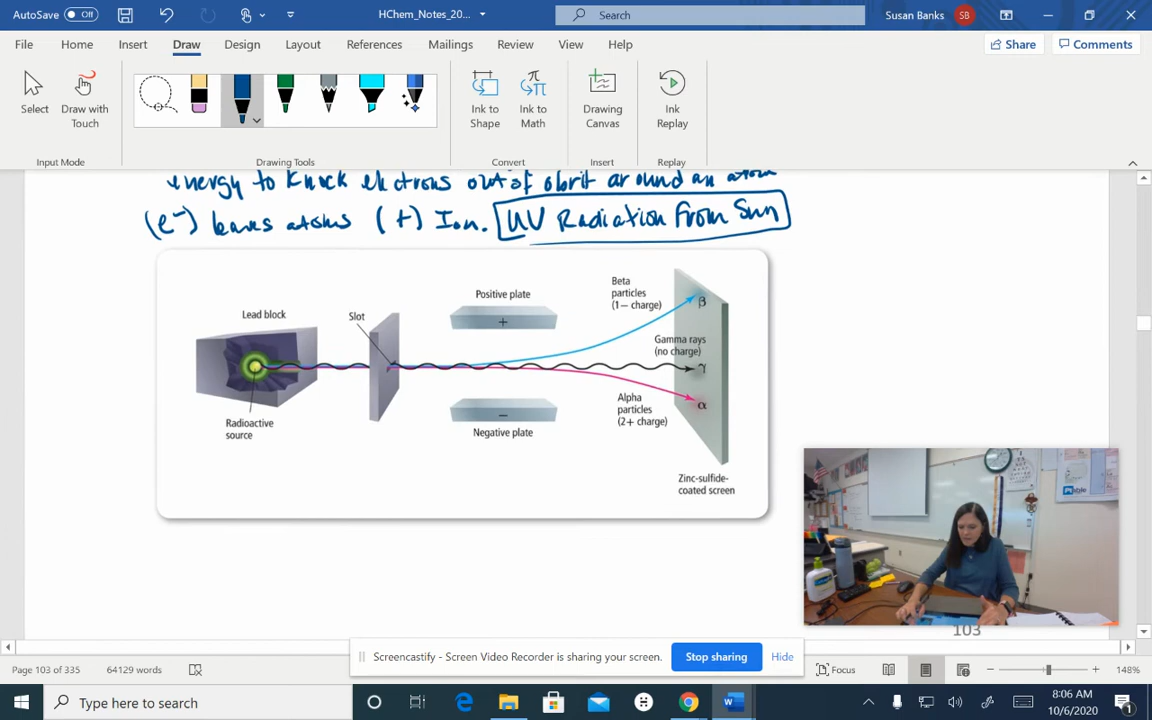 AutoSave Off
HChem_Notes_20...
Search
Susan Banks
SB
File Home Insert Draw Design Layout References Mailings Review View Help
Share
Comments
Select
Draw with
Touch
Ink to
Shape
Ink to
Math
Drawing
Canvas
Ink
Replay
Input Mode
Drawing Tools
Convert
Insert
Replay
energy to knock electrons out of obrit around an atom
(e-) leaves atoms (+) Ion. UV Radiation From Sun
Lead block
Slot
Positive plate
+
Beta
particles
(1− charge)
β
Gamma rays
(no charge)
γ
Alpha
particles
(2+ charge)
α
Radioactive
source
−
Negative plate
Zinc-sulfide-
coated screen
103
Screencastify - Screen Video Recorder is sharing your screen.
Stop sharing
Hide
Page 103 of 335
64129 words
Focus
148%
Type here to search
8:06 AM
10/6/2020
1